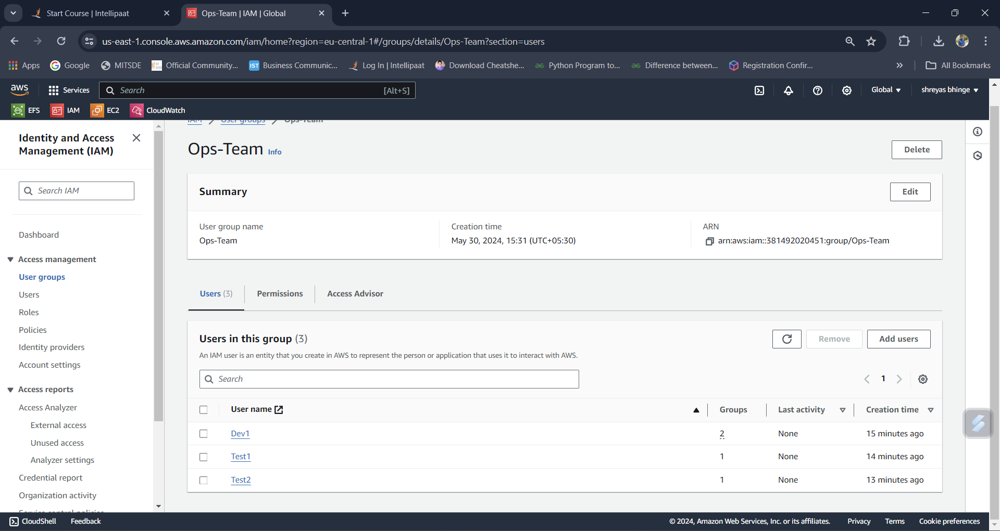 Start Course | Intellipaat
Ops-Team | IAM | Global
us-east-1.console.aws.amazon.com/iam/home?region=eu-central-1#/groups/details/Ops-Team?section=users
Apps
Google
MITSDE
Official Community...
IST
Business Communic...
Log In | Intellipaat
Download Cheatshe...
Python Program to...
Difference between...
Registration Confir...
All Bookmarks
aws
Services
Search
[Alt+S]
Global
shreyas bhinge
EFS
IAM
EC2
CloudWatch
Identity and Access
Management (IAM)
Search IAM
Dashboard
Access management
User groups
Users
Roles
Policies
Identity providers
Account settings
Access reports
Access Analyzer
External access
Unused access
Analyzer settings
Credential report
Organization activity
Service control policies
IAM / User groups / Ops-Team
Ops-Team Info
Delete
Summary
Edit
User group name
Ops-Team
Creation time
May 30, 2024, 15:31 (UTC+05:30)
ARN
arn:aws:iam::381492020451:group/Ops-Team
Users (3)
Permissions
Access Advisor
Users in this group (3)
Remove
Add users
An IAM user is an entity that you create in AWS to represent the person or application that uses it to interact with AWS.
Search
1
User name
Groups
Last activity
Creation time
Dev1 2 None 15 minutes ago
Test1 1 None 14 minutes ago
Test2 1 None 13 minutes ago
CloudShell
Feedback
© 2024, Amazon Web Services, Inc. or its affiliates.
Privacy
Terms
Cookie preferences